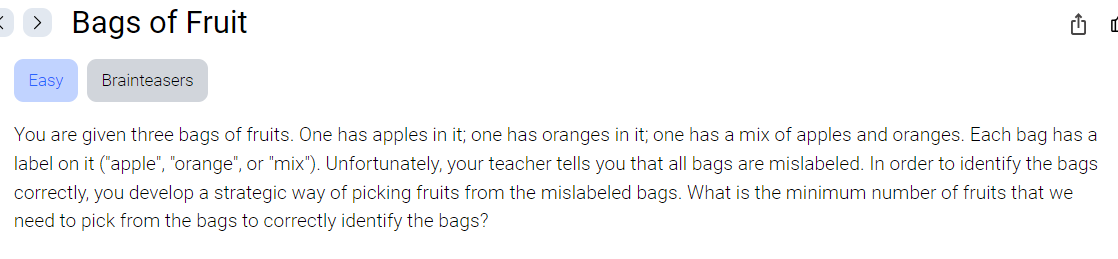 Bags of Fruit
Easy Brainteasers
You are given three bags of fruits. One has apples in it; one has oranges in it; one has a mix of apples and oranges. Each bag has a
label on it ("apple", "orange", or "mix"). Unfortunately, your teacher tells you that all bags are mislabeled. In order to identify the bags
correctly, you develop a strategic way of picking fruits from the mislabeled bags. What is the minimum number of fruits that we
need to pick from the bags to correctly identify the bags?